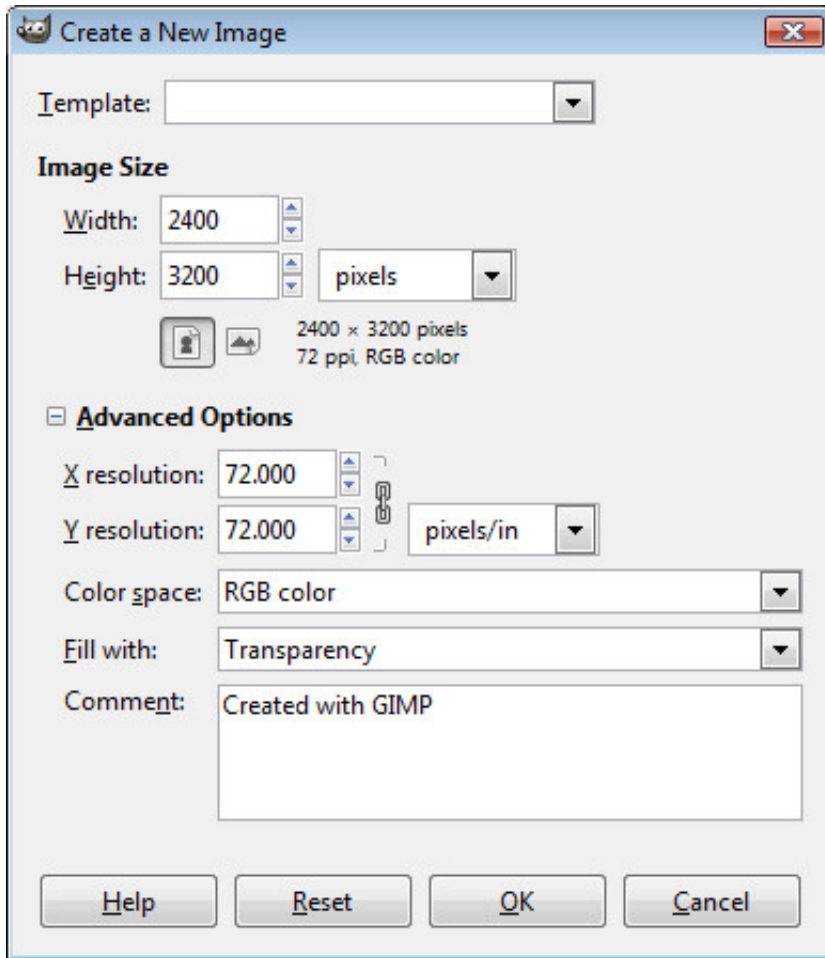 Create a New Image
Template:
Image Size
Width: 2400
Height: 3200 pixels
2400 × 3200 pixels
72 ppi, RGB color
Advanced Options
X resolution: 72.000
Y resolution: 72.000 pixels/in
Color space: RGB color
Fill with: Transparency
Comment: Created with GIMP
Help Reset OK Cancel